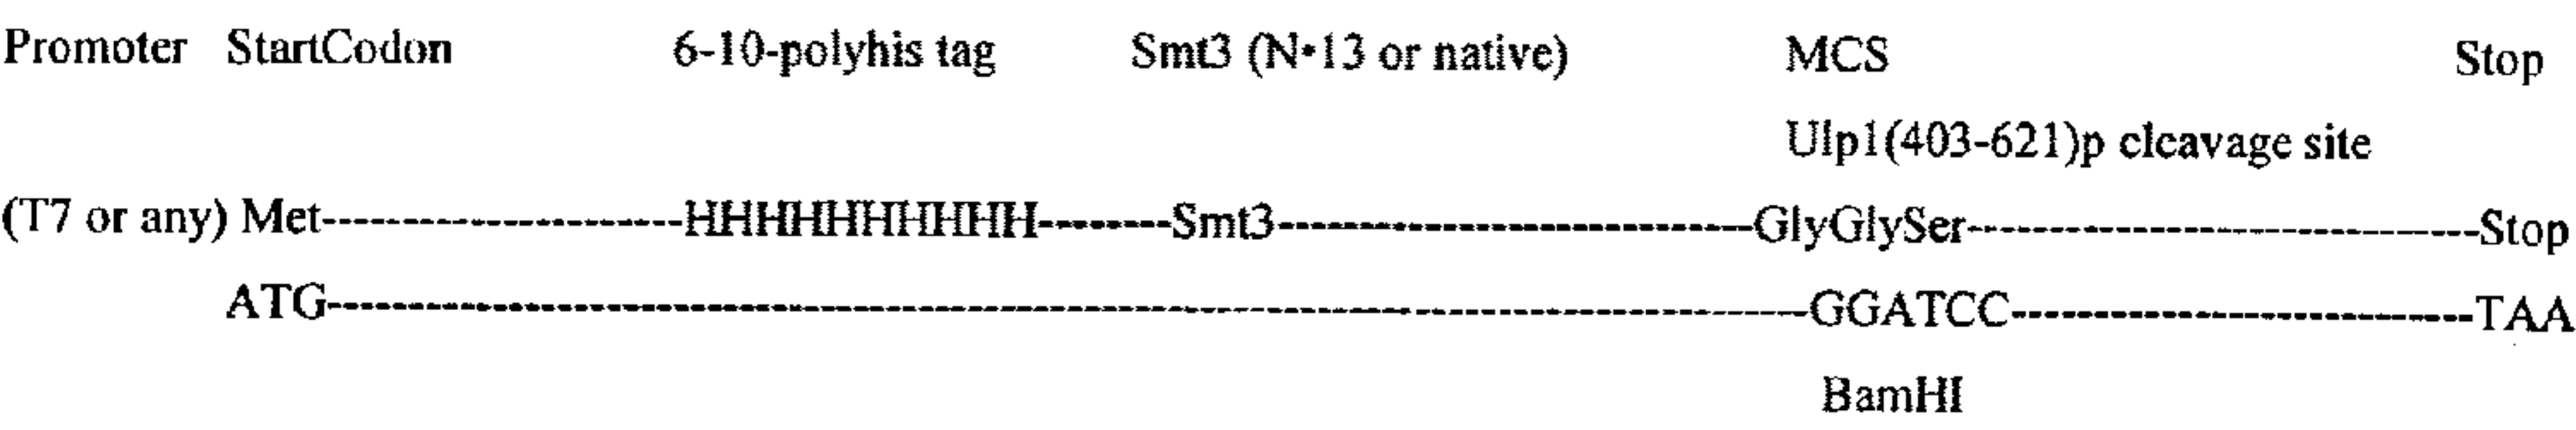 Promoter StartCodon 6-10-polyhis tag Smt3 (N•13 or native) MCS Stop
Ulp1(403-621)p cleavage site
(T7 or any) Met--------------------HHHHHHHHHH--------Smt3--------------------------GlyGlySer----------------------------Stop
ATG--------------------------------------------------------------------------------GGATCC--------------------------TAA
BamHI